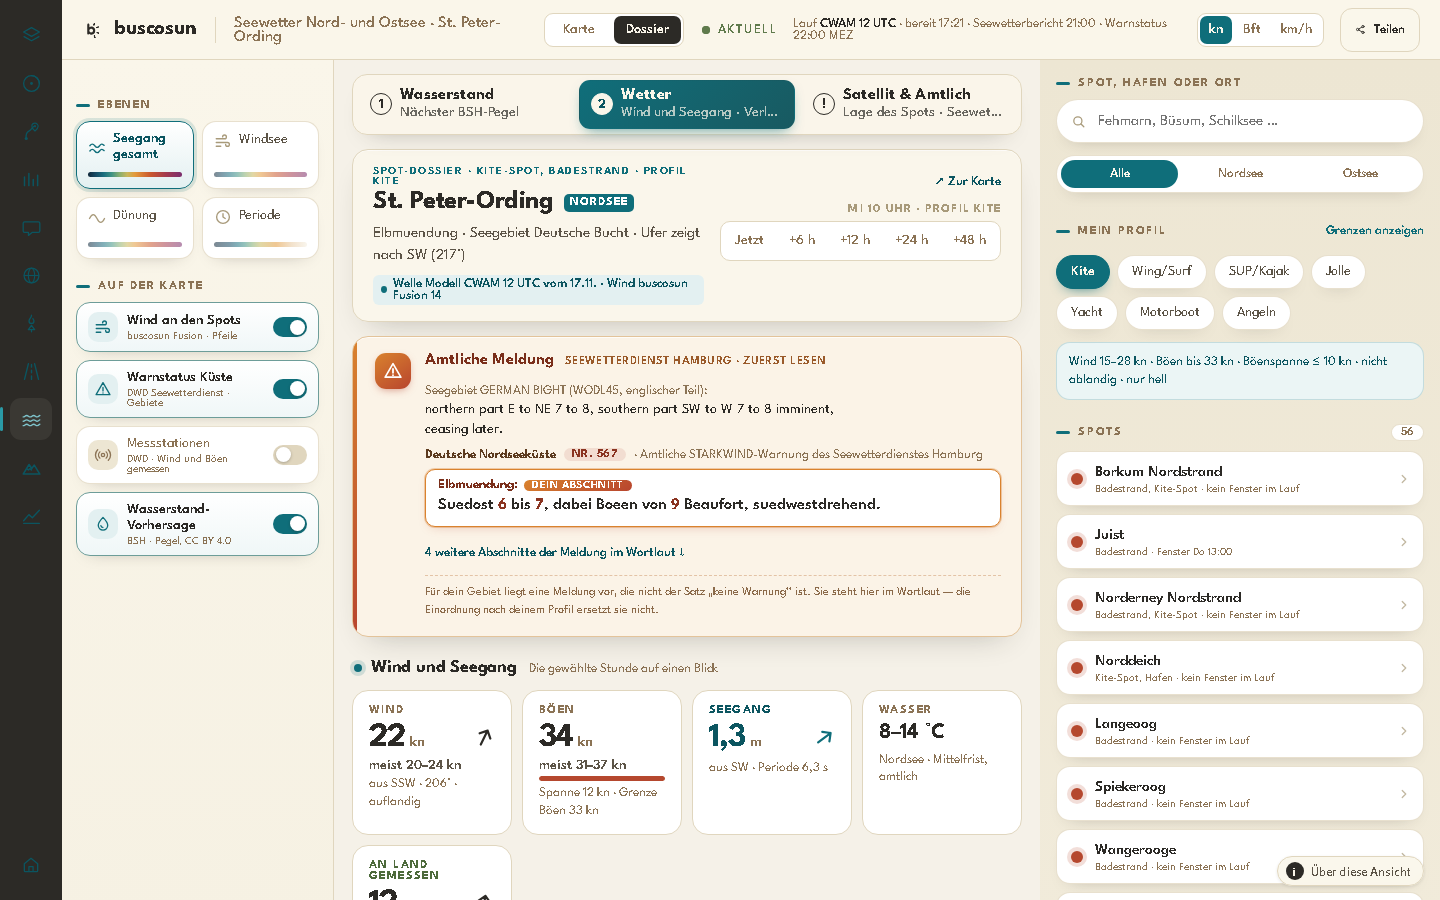 buscosun
Seewetter Nord- und Ostsee · St. Peter-
Ording
Karte
Dossier
AKTUELL
Lauf CWAM 12 UTC · bereit 17:21 · Seewetterbericht 21:00 · Warnstatus
22:00 MEZ
kn
Bft
km/h
Teilen
EBENEN
Seegang
gesamt
Windsee
Dünung
Periode
AUF DER KARTE
Wind an den Spots
buscosun Fusion · Pfeile
Warnstatus Küste
DWD Seewetterdienst ·
Gebiete
Messstationen
DWD · Wind und Böen
gemessen
Wasserstand-
Vorhersage
BSH · Pegel, CC BY 4.0
1
Wasserstand
Nächster BSH-Pegel
2
Wetter
Wind und Seegang · Verl...
!
Satellit & Amtlich
Lage des Spots · Seewet...
SPOT-DOSSIER · KITE-SPOT, BADESTRAND · PROFIL
KITE
St. Peter-Ording
NORDSEE
Elbmuendung · Seegebiet Deutsche Bucht · Ufer zeigt
nach SW (217°)
Welle Modell CWAM 12 UTC vom 17.11. · Wind buscosun
Fusion 14
↗ Zur Karte
MI 10 UHR · PROFIL KITE
Jetzt
+6 h
+12 h
+24 h
+48 h
Amtliche Meldung
SEEWETTERDIENST HAMBURG · ZUERST LESEN
Seegebiet GERMAN BIGHT (WODL45, englischer Teil):
northern part E to NE 7 to 8, southern part SW to W 7 to 8 imminent,
ceasing later.
Deutsche Nordseeküste
NR. 567
· Amtliche STARKWIND-Warnung des Seewetterdienstes Hamburg
Elbmuendung:
DEIN ABSCHNITT
Suedost 6 bis 7, dabei Boeen von 9 Beaufort, suedwestdrehend.
4 weitere Abschnitte der Meldung im Wortlaut ↓
Für dein Gebiet liegt eine Meldung vor, die nicht der Satz „keine Warnung“ ist. Sie steht hier im Wortlaut — die
Einordnung nach deinem Profil ersetzt sie nicht.
Wind und Seegang
Die gewählte Stunde auf einen Blick
WIND
22 kn
meist 20–24 kn
aus SSW · 206° ·
auflandig
BÖEN
34 kn
meist 31–37 kn
Spanne 12 kn · Grenze
Böen 33 kn
SEEGANG
1,3 m
aus SW · Periode 6,3 s
WASSER
8–14 °C
Nordsee · Mittelfrist,
amtlich
AN LAND
GEMESSEN
SPOT, HAFEN ODER ORT
Fehmarn, Büsum, Schilksee ...
Alle
Nordsee
Ostsee
MEIN PROFIL
Grenzen anzeigen
Kite
Wing/Surf
SUP/Kajak
Jolle
Yacht
Motorboot
Angeln
Wind 15–28 kn · Böen bis 33 kn · Böenspanne ≤ 10 kn · nicht
ablandig · nur hell
SPOTS
56
Borkum Nordstrand
Badestrand, Kite-Spot · kein Fenster im Lauf
Juist
Badestrand · Fenster Do 13:00
Norderney Nordstrand
Badestrand, Kite-Spot · kein Fenster im Lauf
Norddeich
Kite-Spot, Hafen · kein Fenster im Lauf
Langeoog
Badestrand · kein Fenster im Lauf
Spiekeroog
Badestrand · kein Fenster im Lauf
Wangerooge
Badestrand · kein Fenster im Lauf
i Über diese Ansicht